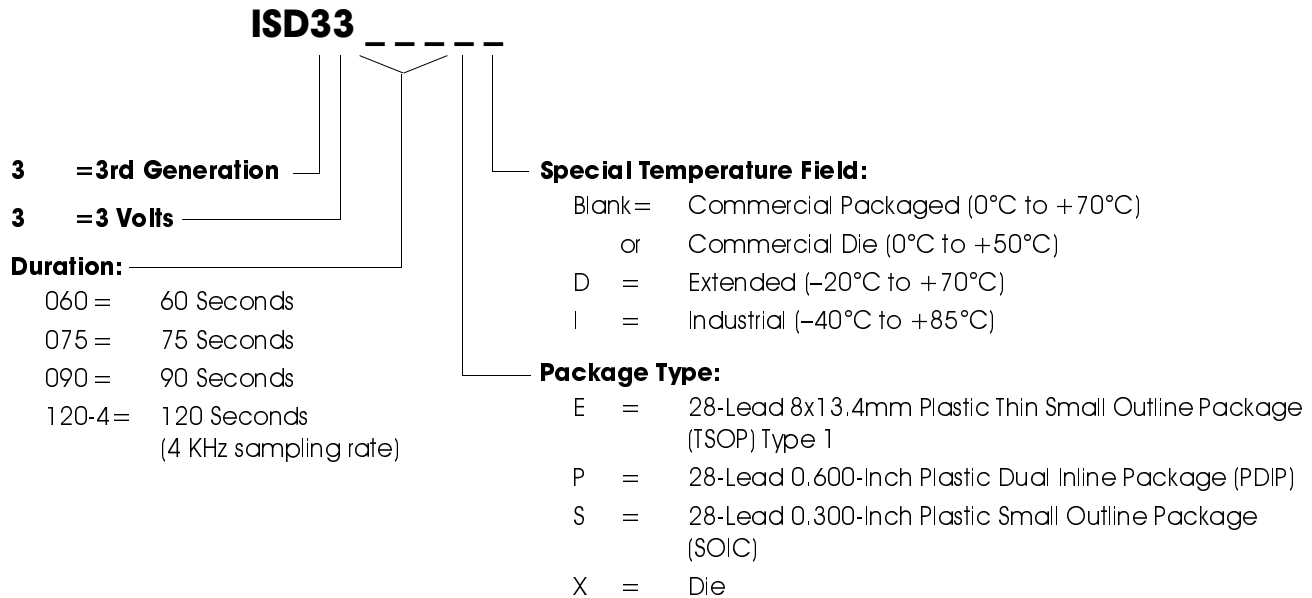 ISD33 _ _ _ _ _
3 =3rd Generation
3 =3 Volts
Duration:
060 = 60 Seconds
075 = 75 Seconds
090 = 90 Seconds
120-4= 120 Seconds
(4 KHz sampling rate)
Special Temperature Field:
Blank= Commercial Packaged (0°C to +70°C)
or Commercial Die (0°C to +50°C)
D = Extended (–20°C to +70°C)
I = Industrial (–40°C to +85°C)
Package Type:
E = 28-Lead 8x13.4mm Plastic Thin Small Outline Package
(TSOP) Type 1
P = 28-Lead 0.600-Inch Plastic Dual Inline Package (PDIP)
S = 28-Lead 0.300-Inch Plastic Small Outline Package
(SOIC)
X = Die